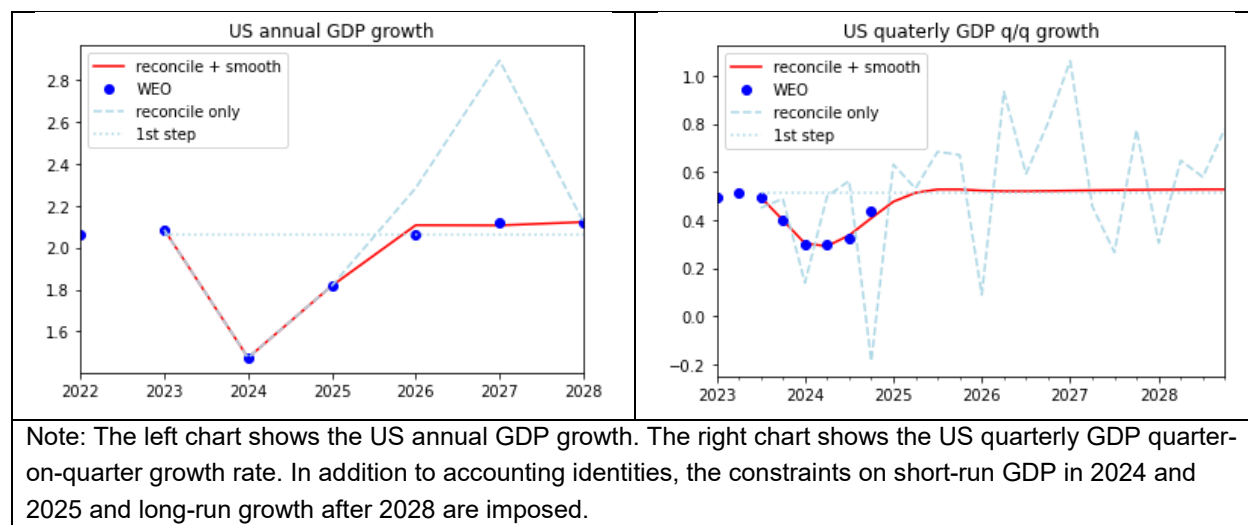 US annual GDP growth
reconcile + smooth
WEO
reconcile only
1st step
2.8
2.6
2.4
2.2
2.0
1.8
1.6
2022 2023 2024 2025 2026 2027 2028
US quaterly GDP q/q growth
reconcile + smooth
WEO
reconcile only
1st step
1.0
0.8
0.6
0.4
0.2
0.0
−0.2
2023 2024 2025 2026 2027 2028
Note: The left chart shows the US annual GDP growth. The right chart shows the US quarterly GDP quarter-
on-quarter growth rate. In addition to accounting identities, the constraints on short-run GDP in 2024 and
2025 and long-run growth after 2028 are imposed.